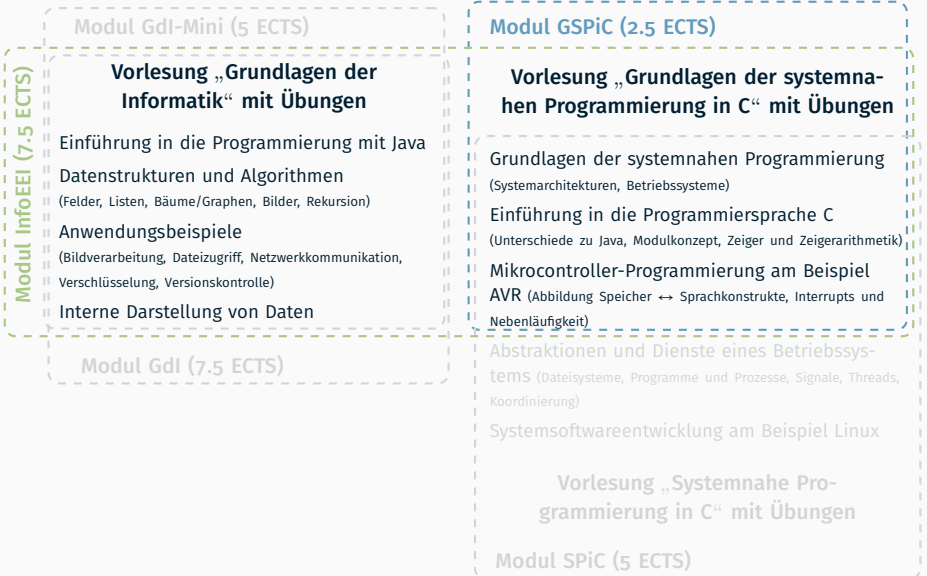 Modul GdI-Mini (5 ECTS)
Modul InfoEEI (7.5 ECTS)
Vorlesung „Grundlagen der
Informatik“ mit Übungen
Einführung in die Programmierung mit Java
Datenstrukturen und Algorithmen
(Felder, Listen, Bäume/Graphen, Bilder, Rekursion)
Anwendungsbeispiele
(Bildverarbeitung, Dateizugriff, Netzwerkkommunikation,
Verschlüsselung, Versionskontrolle)
Interne Darstellung von Daten
Modul GdI (7.5 ECTS)
Modul GSPiC (2.5 ECTS)
Vorlesung „Grundlagen der systemna-
hen Programmierung in C“ mit Übungen
Grundlagen der systemnahen Programmierung
(Systemarchitekturen, Betriebssysteme)
Einführung in die Programmiersprache C
(Unterschiede zu Java, Modulkonzept, Zeiger und Zeigerarithmetik)
Mikrocontroller-Programmierung am Beispiel
AVR (Abbildung Speicher ↔ Sprachkonstrukte, Interrupts und
Nebenläufigkeit)
Abstraktionen und Dienste eines Betriebssys-
tems (Dateisysteme, Programme und Prozesse, Signale, Threads,
Koordinierung)
Systemsoftwareentwicklung am Beispiel Linux
Vorlesung „Systemnahe Pro-
grammierung in C“ mit Übungen
Modul SPiC (5 ECTS)